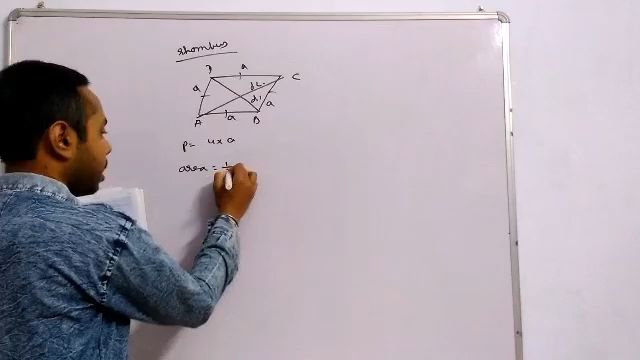 rhombus
D a C
a d2
d1 a
A a B
P = 4 x a
area = 1